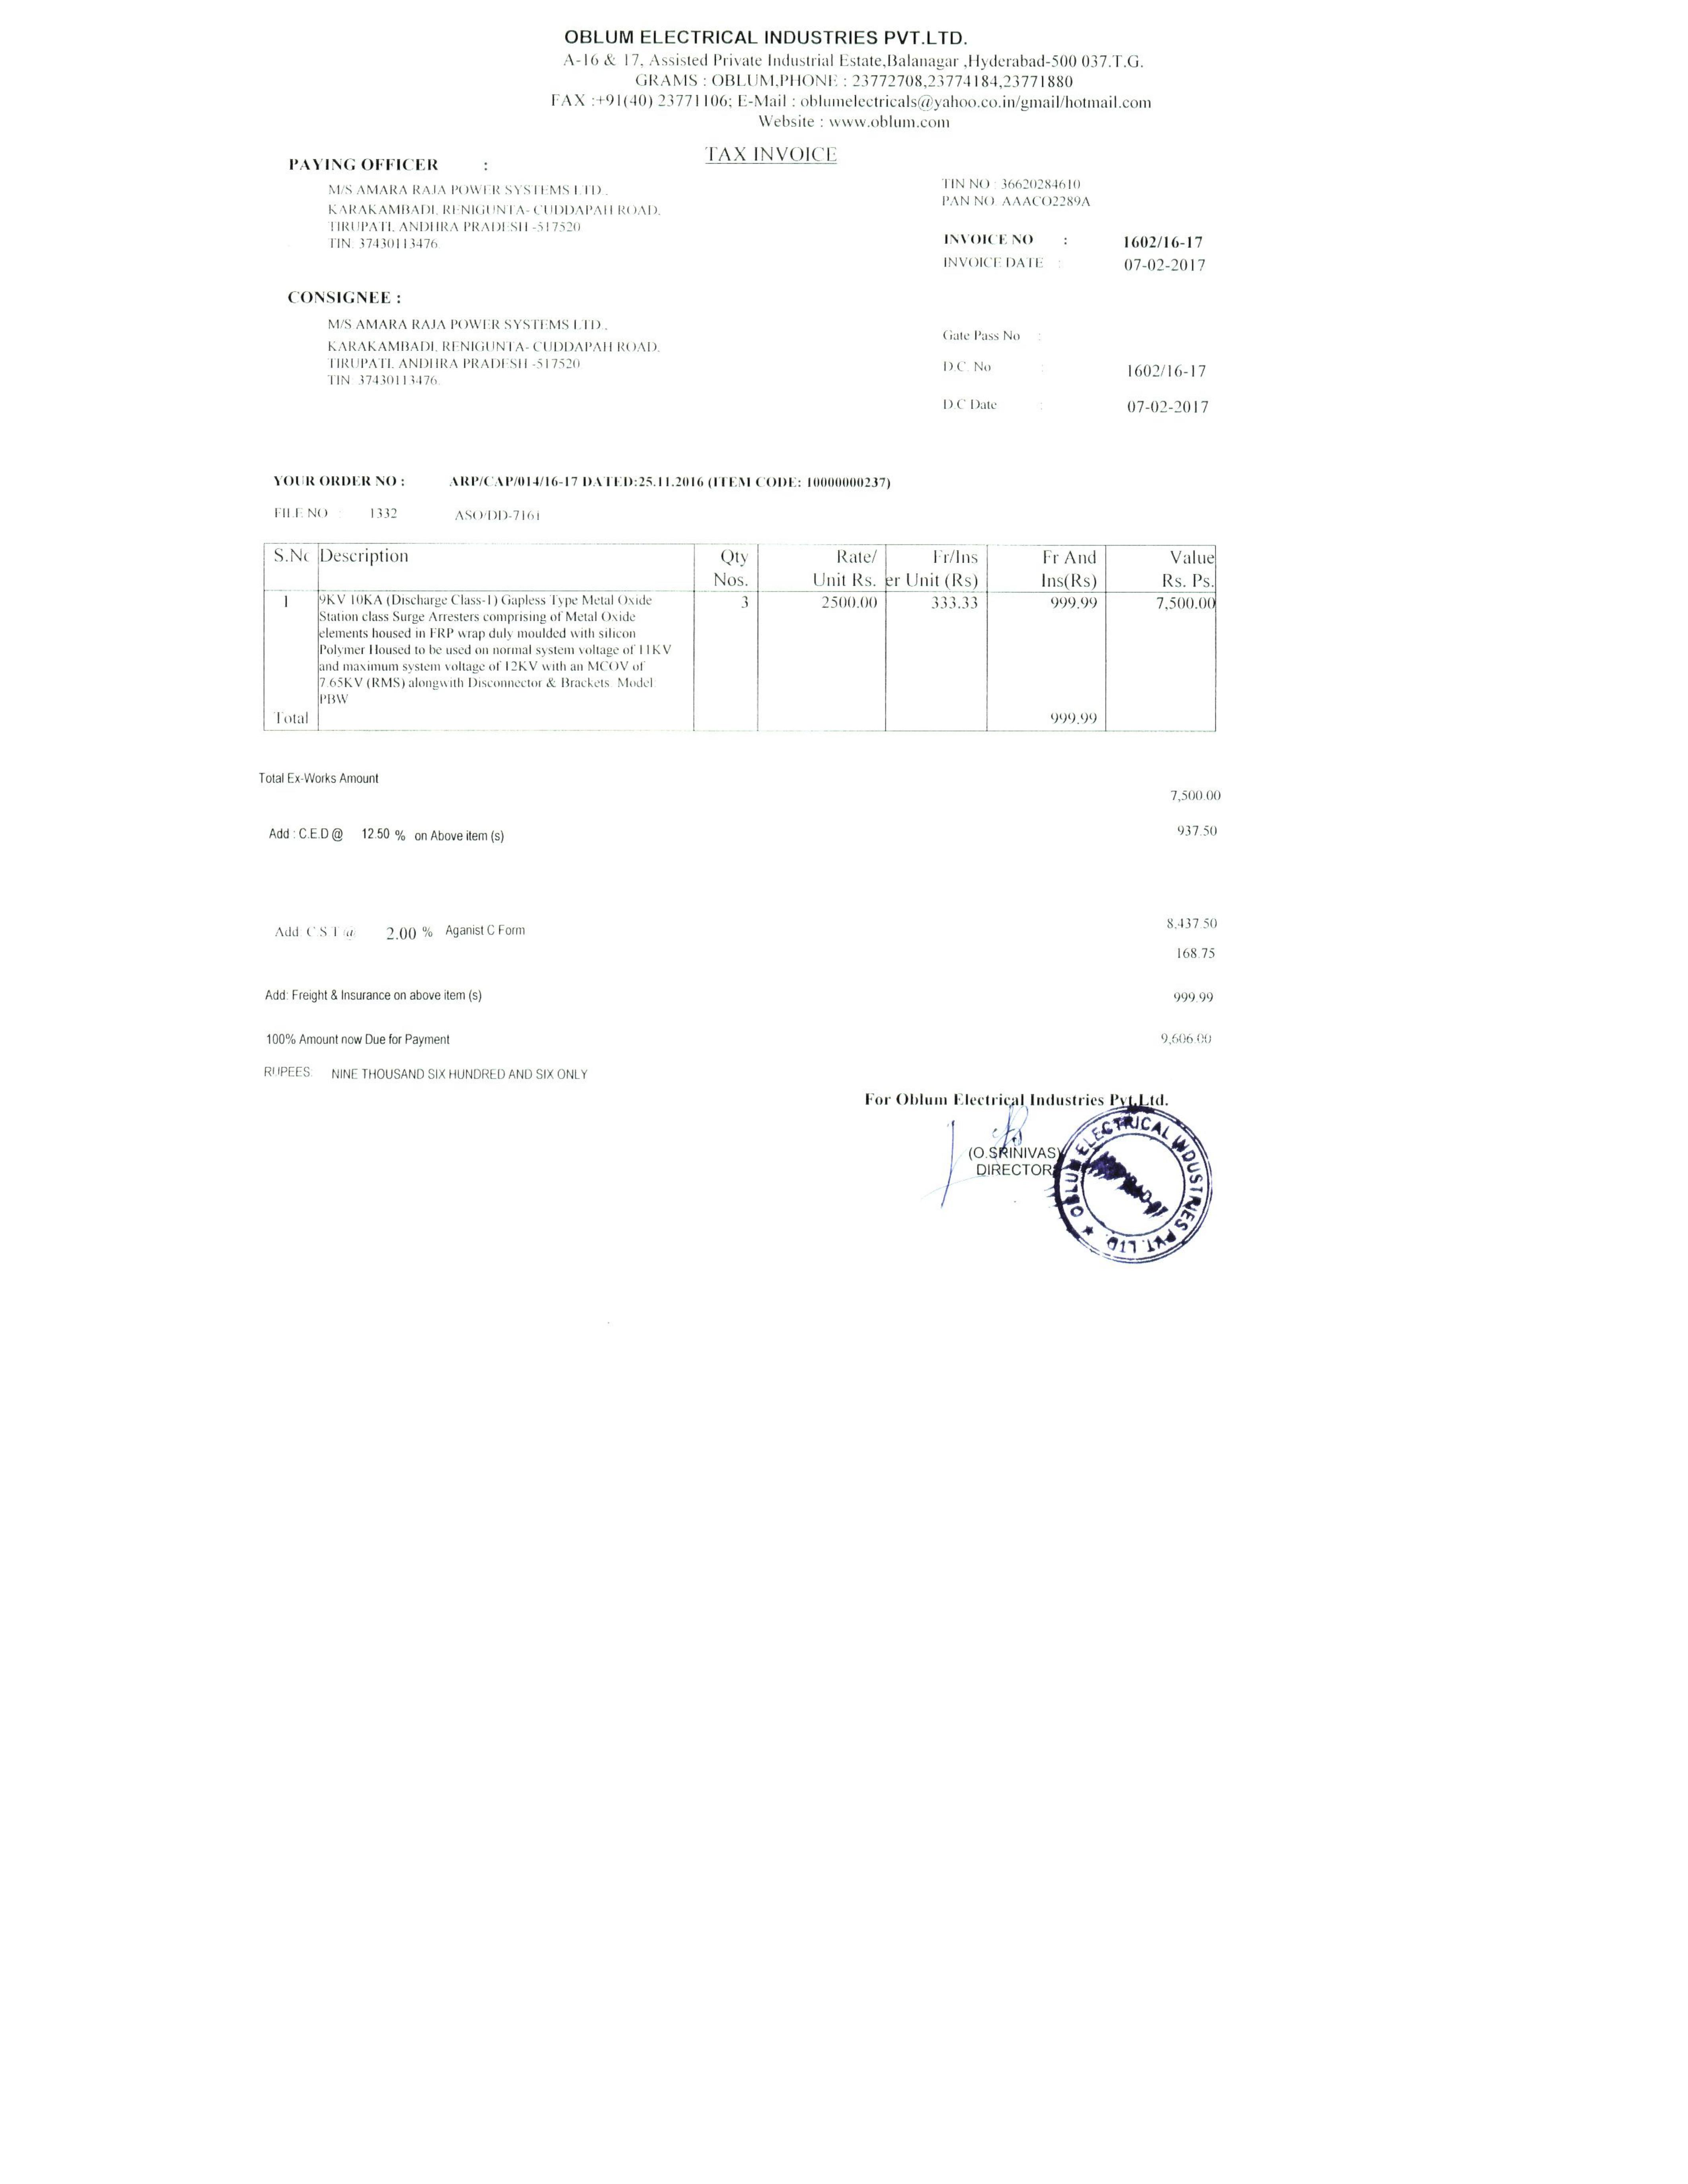 OBLUM ELECTRICAL INDUSTRIES PVT.LTD.
A-16 & 17, Assisted Private Industrial Estate,Balanagar ,Hyderabad-500 037.T.G.
GRAMS : OBLUM,PHONE : 23772708,23774184,23771880
FAX :+91(40) 23771106; E-Mail : oblumelectricals@yahoo.co.in/gmail/hotmail.com
Website : www.oblum.com
TAX INVOICE
PAYING OFFICER :
M/S AMARA RAJA POWER SYSTEMS LTD.,
KARAKAMBADI, RENIGUNTA- CUDDAPAH ROAD,
TIRUPATI, ANDHRA PRADESH -517520
TIN: 37430113476
TIN NO : 36620284610
PAN NO. AAACO2289A
INVOICE NO : 1602/16-17
INVOICE DATE : 07-02-2017
CONSIGNEE :
M/S AMARA RAJA POWER SYSTEMS LTD.,
KARAKAMBADI, RENIGUNTA- CUDDAPAH ROAD,
TIRUPATI, ANDHRA PRADESH -517520
TIN: 37430113476.
Gate Pass No :
D.C. No : 1602/16-17
D.C Date : 07-02-2017
YOUR ORDER NO : ARP/CAP/014/16-17 DATED:25.11.2016 (ITEM CODE: 10000000237)
FILE NO : 1332 ASO/DD-7161
S.No Description Qty Rate/ Fr/Ins Fr And Value
Nos. Unit Rs. er Unit (Rs) Ins(Rs) Rs. Ps.
1 9KV 10KA (Discharge Class-1) Gapless Type Metal Oxide 3 2500.00 333.33 999.99 7,500.00
Station class Surge Arresters comprising of Metal Oxide
elements housed in FRP wrap duly moulded with silicon
Polymer Housed to be used on normal system voltage of 11KV
and maximum system voltage of 12KV with an MCOV of
7.65KV (RMS) alongwith Disconnector & Brackets. Model:
PBW
Total 999.99
Total Ex-Works Amount
7,500.00
Add : C.E.D @ 12.50 % on Above item (s) 937.50
8,437.50
Add: C.S.T @ 2.00 % Aganist C Form
168.75
Add: Freight & Insurance on above item (s) 999.99
100% Amount now Due for Payment 9,606.00
RUPEES: NINE THOUSAND SIX HUNDRED AND SIX ONLY
For Oblum Electrical Industries Pvt.Ltd.
(O.SRINIVAS)
DIRECTOR
OBLUM ELECTRICAL INDUSTRIES PVT. LTD.